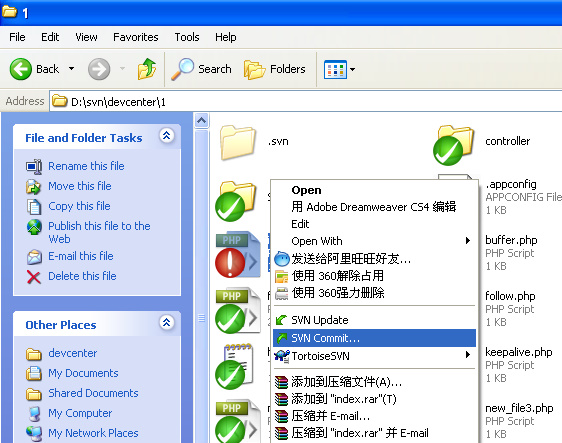 1
File Edit View Favorites Tools Help
Back Search Folders
Address D:\svn\devcenter\1
File and Folder Tasks
Rename this file
Move this file
Copy this file
Publish this file to the
Web
E-mail this file
Delete this file
Other Places
devcenter
My Documents
Shared Documents
My Computer
My Network Places
.svn
controller
.appconfig
APPCONFIG File
1 KB
PHP
buffer.php
PHP Script
1 KB
PHP
follow.php
PHP Script
1 KB
keepalive.php
PHP Script
1 KB
PHP
new_file3.php
PHP Script
1 KB
Open
用 Adobe Dreamweaver CS4 编辑
Edit
Open With
发送给阿里旺旺好友...
使用 360解除占用
使用 360强力删除
SVN Update
SVN Commit...
TortoiseSVN
添加到压缩文件(A)...
添加到 "index.rar"(T)
压缩并 E-mail...
压缩到 "index.rar" 并 E-mail